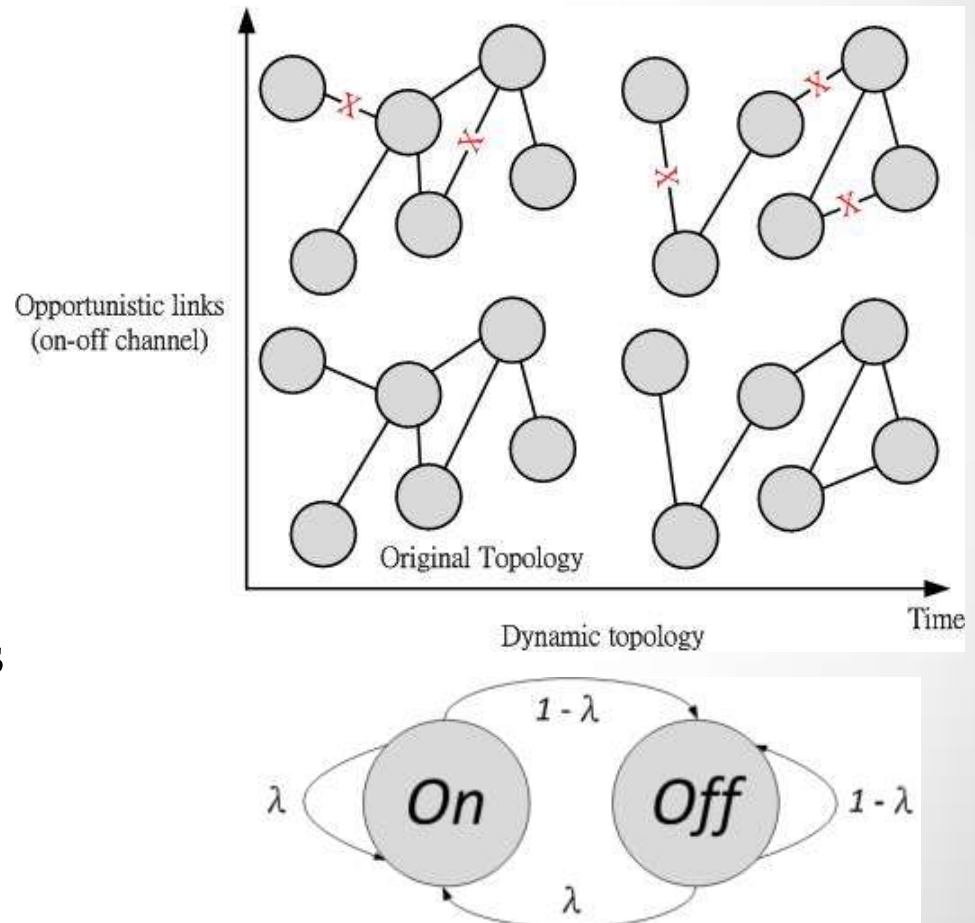 X
X
X
X
X
Opportunistic links
(on-off channel)
Original Topology
Time
Dynamic topology
s
1 - λ
λ
On
Off
1 - λ
λ